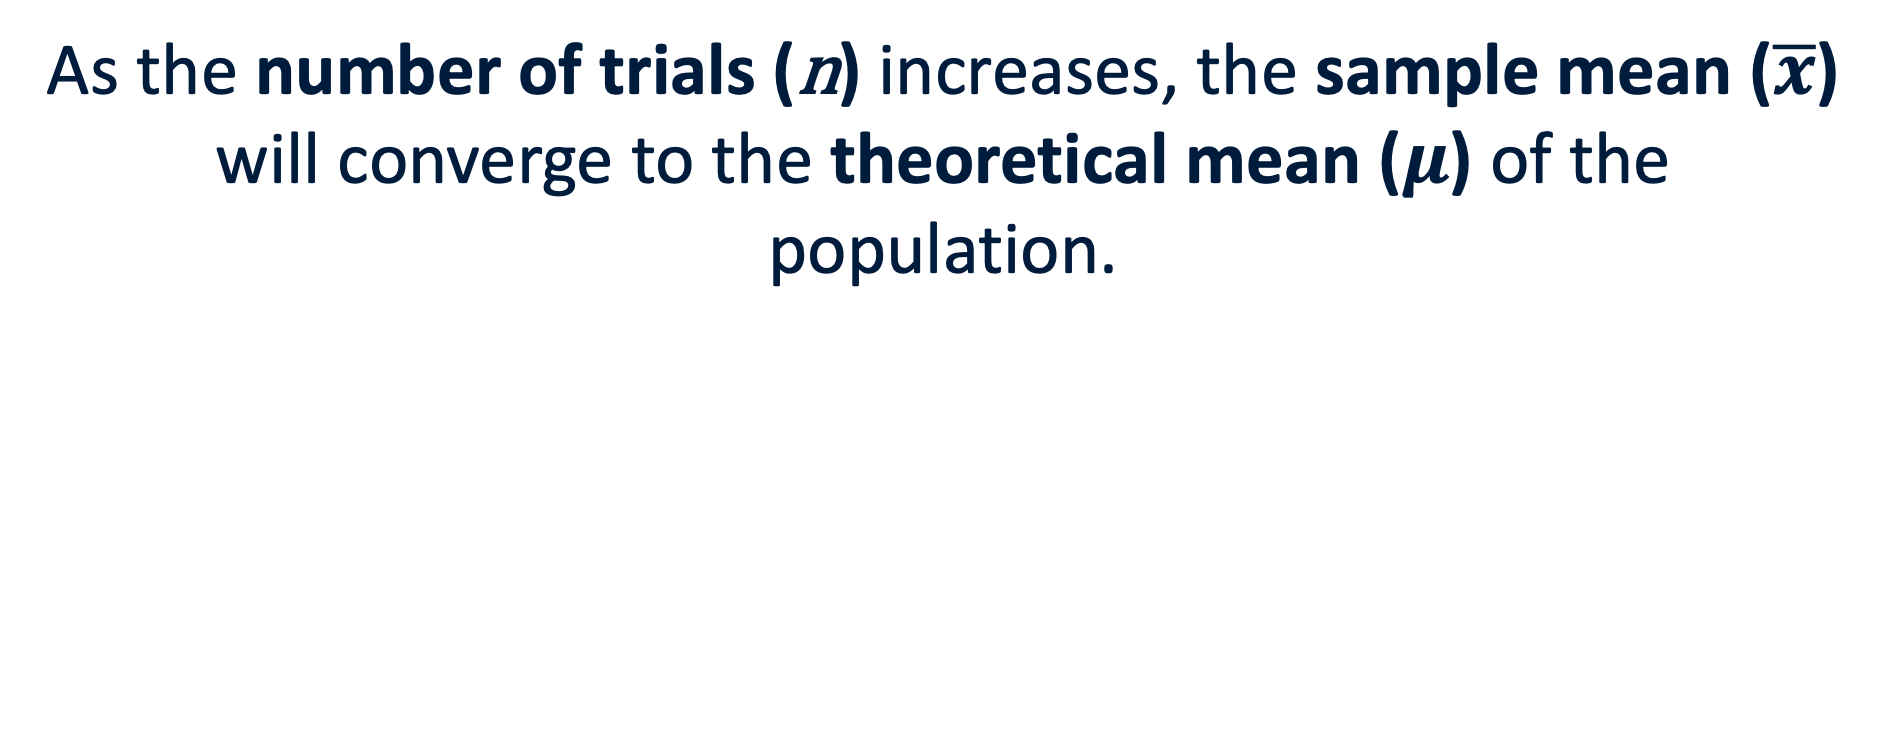 As the number of trials (n) increases, the sample mean (x̅)
will converge to the theoretical mean (μ) of the
population.